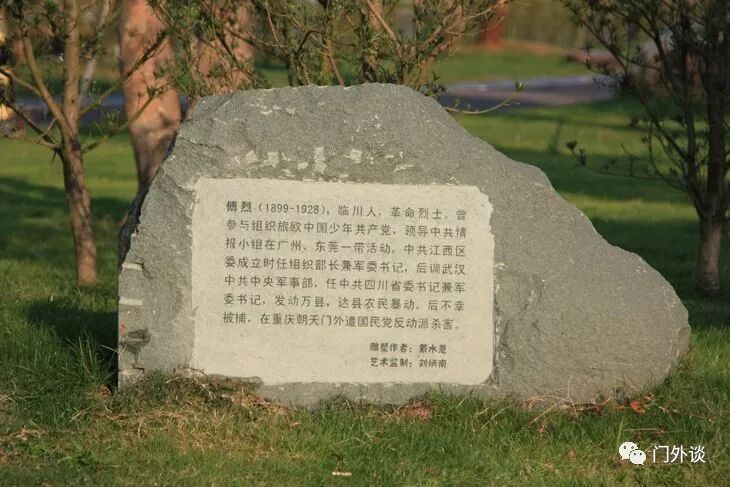 傅烈（1899-1928），临川人，革命烈士，曾
参与组织旅欧中国少年共产党，领导中共情
报小组在广州、东莞一带活动，中共江西区
委成立时任组织部长兼军委书记，后调武汉
中共中央军事部，任中共四川省委书记兼军
委书记，发动万县，达县农民暴动。后不幸
被捕，在重庆朝天门外遭国民党反动派杀害。
雕塑作者：戴水恩
艺术监制：刘炳南
门外谈